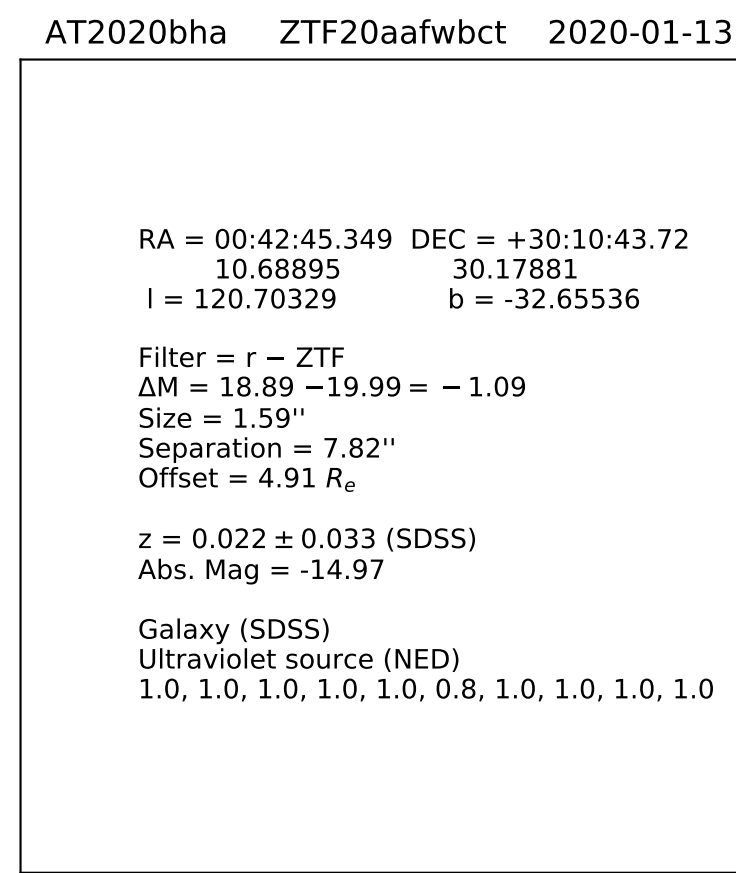 AT2020bha ZTF20aafwbct 2020-01-13
RA = 00:42:45.349 DEC = +30:10:43.72
10.68895 30.17881
l = 120.70329 b = -32.65536
Filter = r − ZTF
ΔM = 18.89 −19.99 = − 1.09
Size = 1.59''
Separation = 7.82''
Offset = 4.91 Re
z = 0.022 ± 0.033 (SDSS)
Abs. Mag = -14.97
Galaxy (SDSS)
Ultraviolet source (NED)
1.0, 1.0, 1.0, 1.0, 1.0, 0.8, 1.0, 1.0, 1.0, 1.0